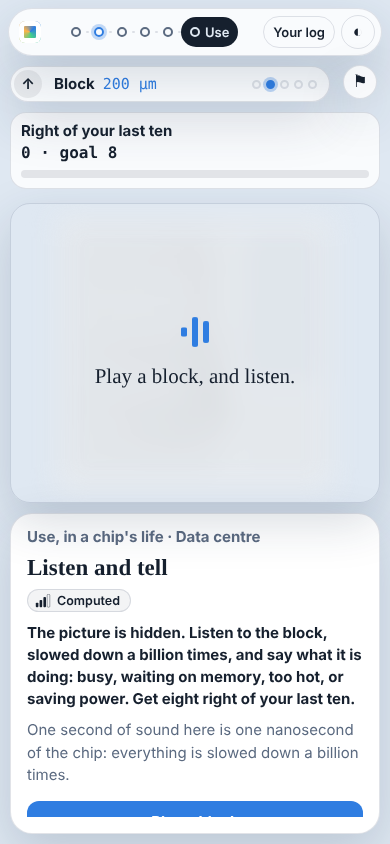 Use
Your log
Block 200 µm
Right of your last ten
0 · goal 8
Play a block, and listen.
Use, in a chip's life · Data centre
Listen and tell
Computed
The picture is hidden. Listen to the block,
slowed down a billion times, and say what it is
doing: busy, waiting on memory, too hot, or
saving power. Get eight right of your last ten.
One second of sound here is one nanosecond
of the chip: everything is slowed down a billion
times.